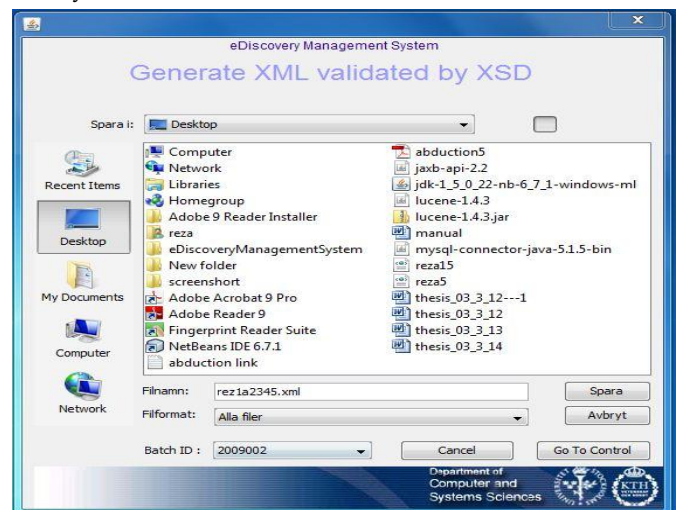 eDiscovery Management System
Generate XML validated by XSD
Spara i:
Desktop
Recent Items
Desktop
My Documents
Computer
Network
Computer
Network
Libraries
Homegroup
Adobe 9 Reader Installer
reza
eDiscoveryManagementSystem
New folder
screenshort
Adobe Acrobat 9 Pro
Adobe Reader 9
Fingerprint Reader Suite
NetBeans IDE 6.7.1
abduction link
abduction5
jaxb-api-2.2
jdk-1_5_0_22-nb-6_7_1-windows-ml
lucene-1.4.3
lucene-1.4.3.jar
manual
mysql-connector-java-5.1.5-bin
reza15
reza5
thesis_03_3_12---1
thesis_03_3_12
thesis_03_3_13
thesis_03_3_14
Filnamn: rez1a2345.xml Spara
Filformat: Alla filer Avbryt
Batch ID : 2009002 Cancel Go To Control
Department of
Computer and
Systems Sciences
KTH